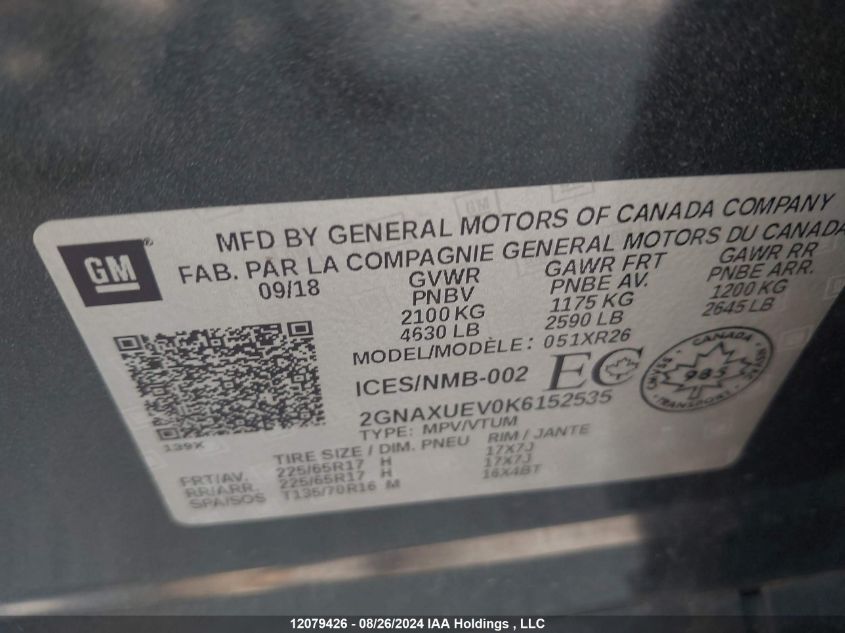 GM
MFD BY GENERAL MOTORS OF CANADA COMPANY
FAB. PAR LA COMPAGNIE GENERAL MOTORS DU CANADA
09/18
GVWR GAWR FRT GAWR RR
PNBV PNBE AV. PNBE ARR.
2100 KG 1175 KG 1200 KG
4630 LB 2590 LB 2645 LB
MODEL/MODÈLE: 051XR26
ICES/NMB-002 EC
CANADA
983
TRANSPORT
2GNAXUEV0K6152535
TYPE: MPV/VTUM
139X
TIRE SIZE / DIM. PNEU RIM / JANTE
FRT/AV. 225/65R17 H 17X7J
RR/ARR. 225/65R17 H 17X7J
SPA/SOS T135/70R16 M 16X4BT
12079426 - 08/26/2024 IAA Holdings , LLC